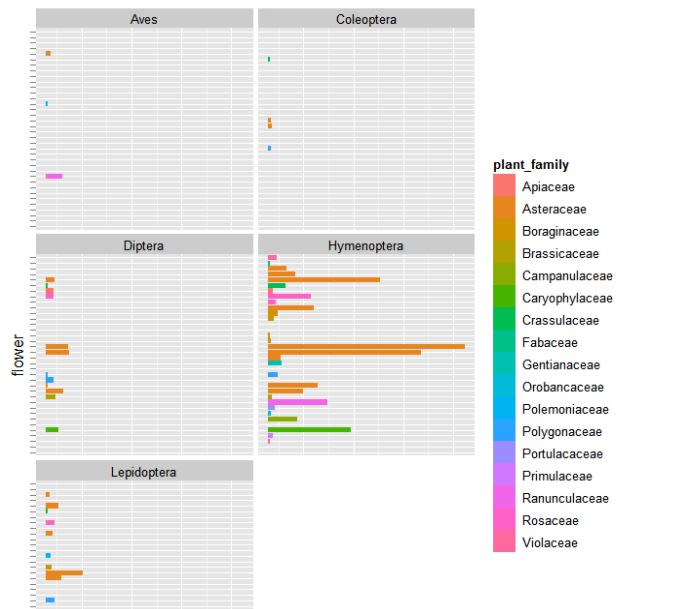 Aves
Coleoptera
Diptera
Hymenoptera
Lepidoptera
flower
plant_family
Apiaceae
Asteraceae
Boraginaceae
Brassicaceae
Campanulaceae
Caryophylaceae
Crassulaceae
Fabaceae
Gentianaceae
Orobancaceae
Polemoniaceae
Polygonaceae
Portulacaceae
Primulaceae
Ranunculaceae
Rosaceae
Violaceae